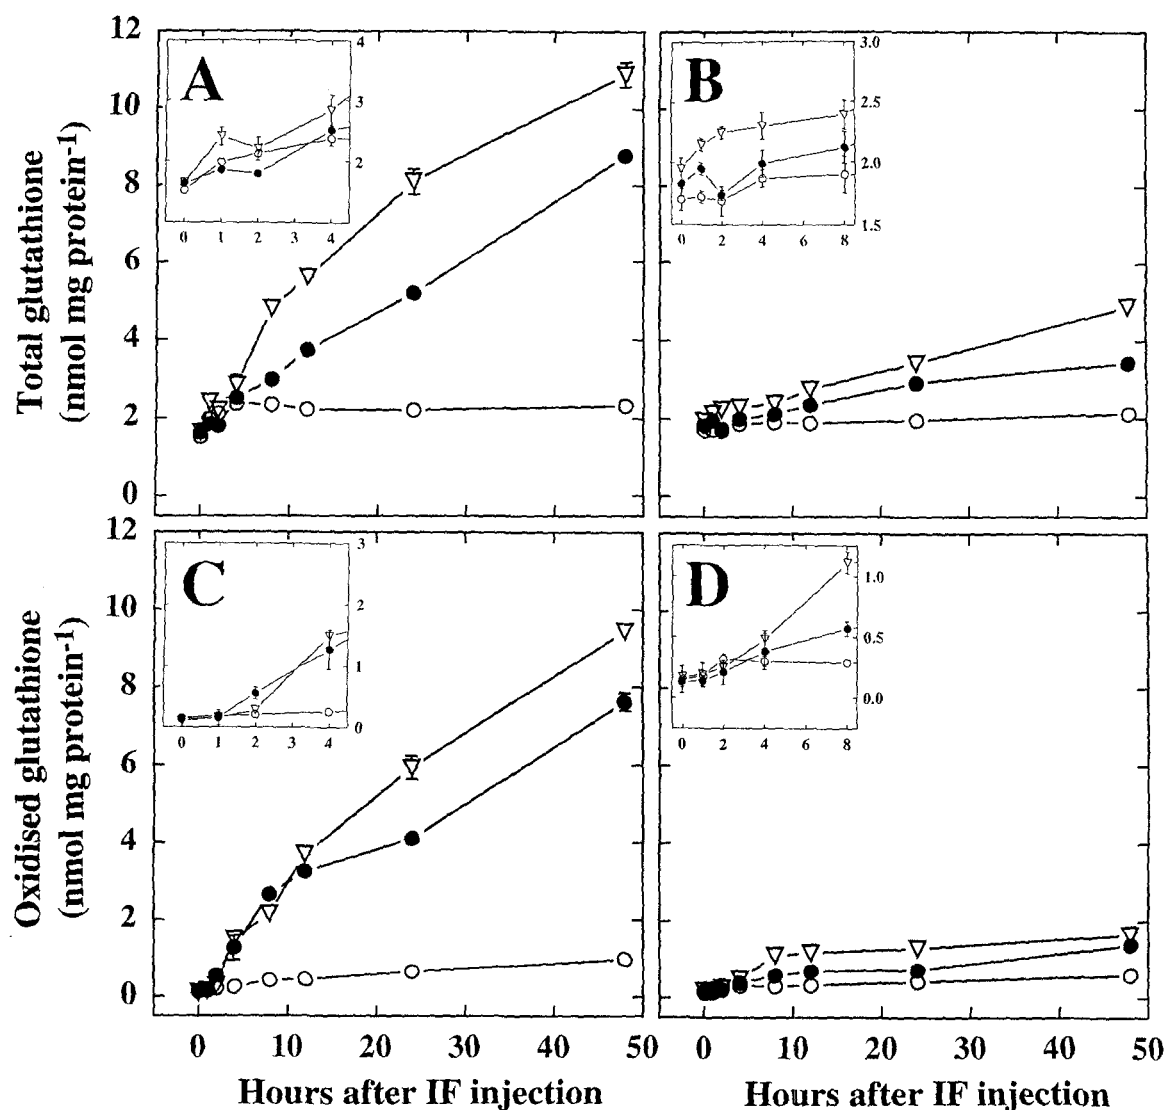 Total glutathione
(nmol mg protein-1)
12
10
8
6
4
2
0
A
4
3
2
0 1 2 3 4
B
3.0
2.5
2.0
1.5
0 2 4 6 8
Oxidised glutathione
(nmol mg protein-1)
12
10
8
6
4
2
0
C
3
2
1
0
0 1 2 3 4
D
1.0
0.5
0.0
0 2 4 6 8
0 10 20 30 40 50
0 10 20 30 40 50
Hours after IF injection
Hours after IF injection